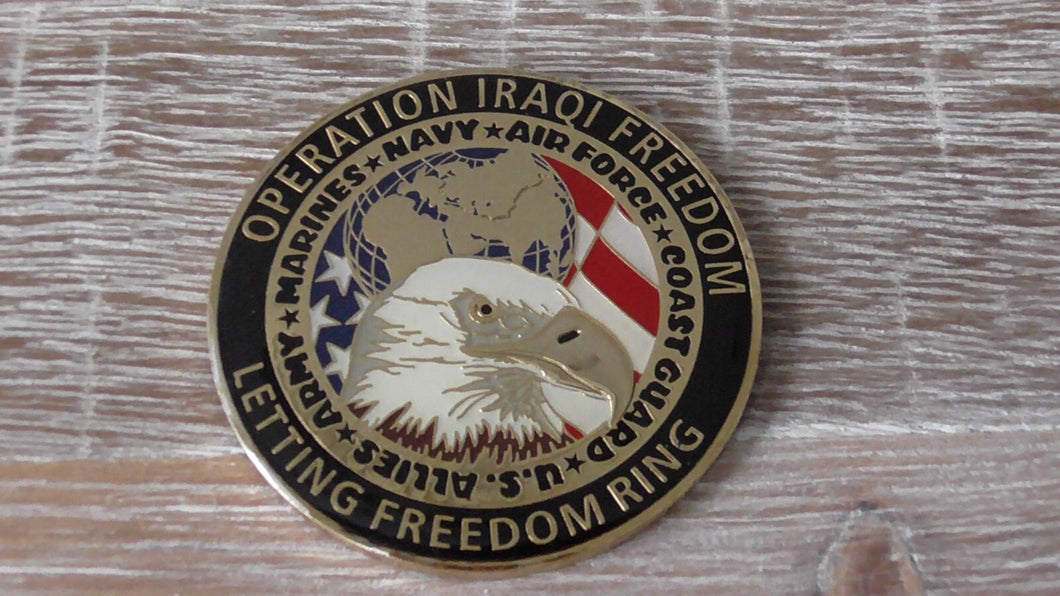 OPERATION IRAQI FREEDOM
LETTING FREEDOM RING
ARMY★MARINES★NAVY★AIR FORCE★COAST GUARD★U.S. ALLIES★